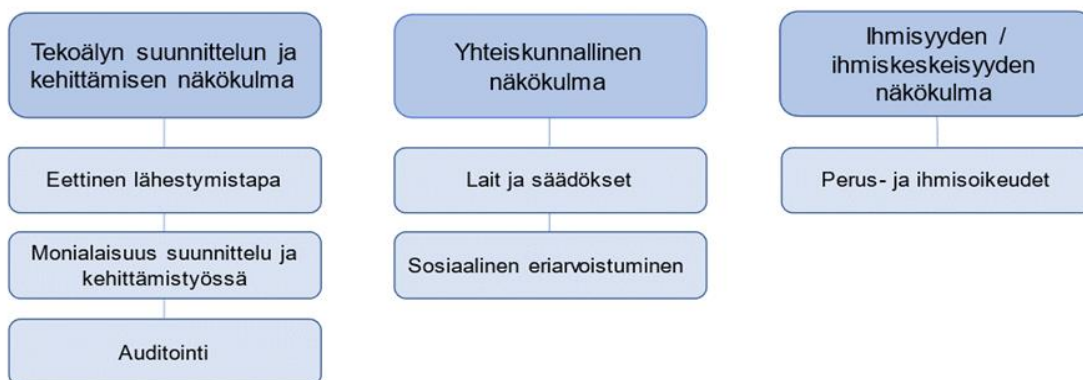 Tekoälyn suunnittelun ja
kehittämisen näkökulma
Eettinen lähestymistapa
Monialaisuus suunnittelu ja
kehittämistyössä
Auditointi
Yhteiskunnallinen
näkökulma
Lait ja säädökset
Sosiaalinen eriarvoistuminen
Ihmisyyden /
ihmiskeskeisyyden
näkökulma
Perus- ja ihmisoikeudet